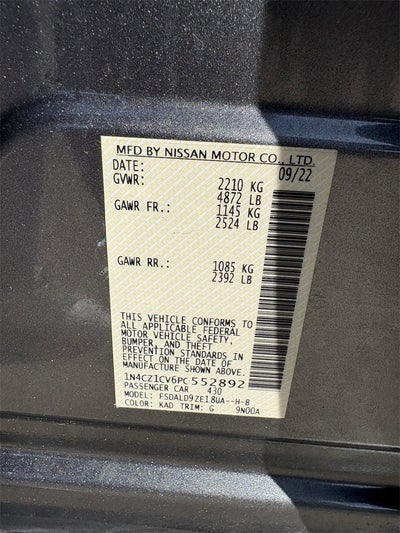 MFD BY NISSAN MOTOR CO., LTD.
DATE: 09/22
GVWR: 2210 KG
4872 LB
GAWR FR.: 1145 KG
2524 LB
GAWR RR.: 1085 KG
2392 LB
THIS VEHICLE CONFORMS TO
ALL APPLICABLE FEDERAL
MOTOR VEHICLE SAFETY,
BUMPER, AND THEFT
PREVENTION STANDARDS IN
EFFECT ON THE DATE OF
MANUFACTURE SHOWN ABOVE
1N4CZ1CV6PC552892
PASSENGER CAR 430
MODEL: FSDALD9ZE18UA--H-B
COLOR: KAD TRIM: G 9N00A